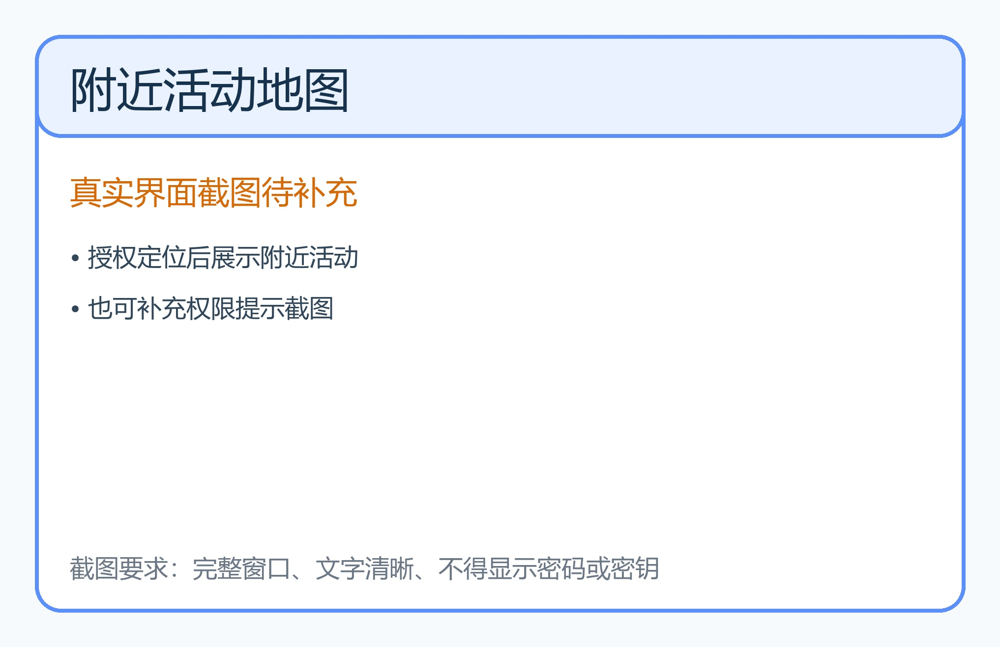 附近活动地图
真实界面截图待补充
• 授权定位后展示附近活动
• 也可补充权限提示截图
截图要求：完整窗口、文字清晰、不得显示密码或密钥